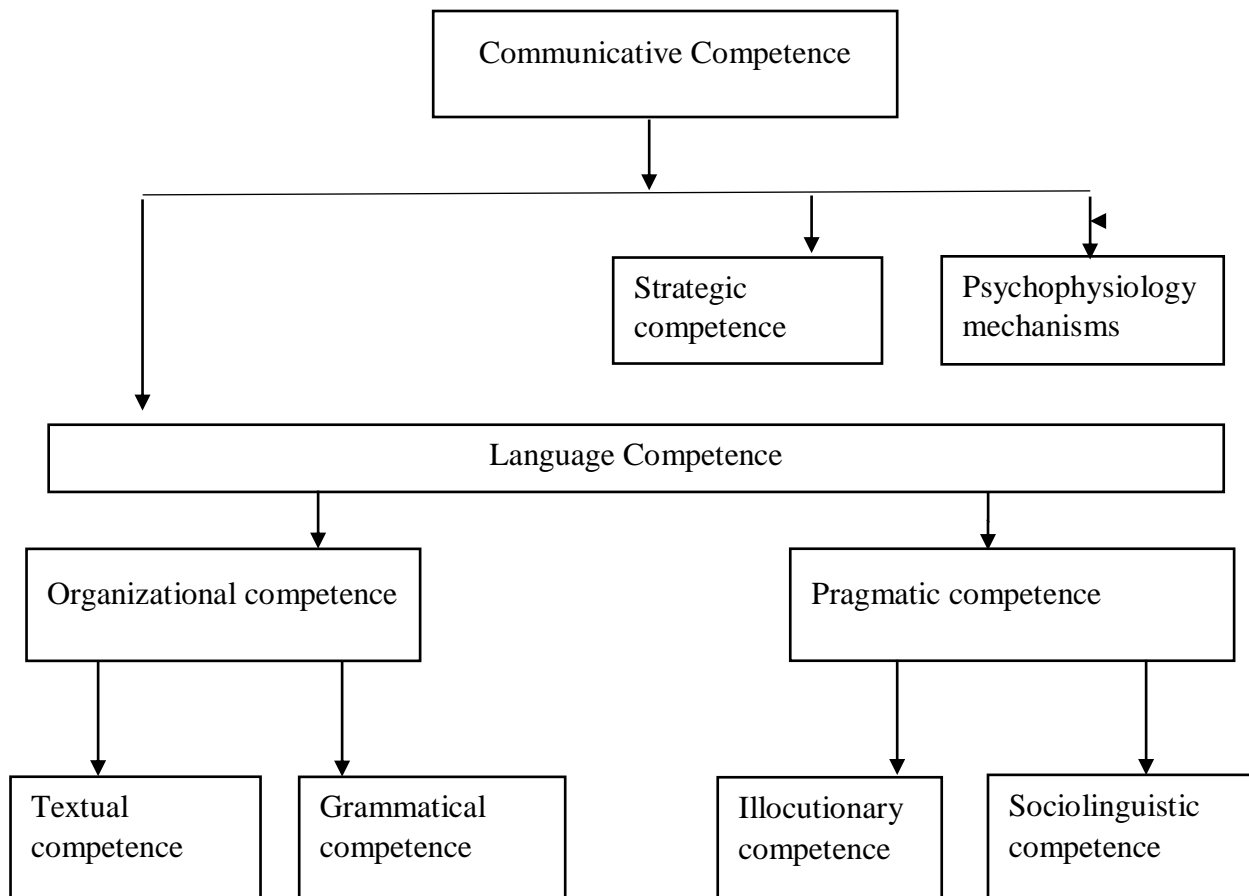 Communicative Competence
Strategic
competence
Psychophysiology
mechanisms
Language Competence
Organizational competence
Pragmatic competence
Textual
competence
Grammatical
competence
Illocutionary
competence
Sociolinguistic
competence